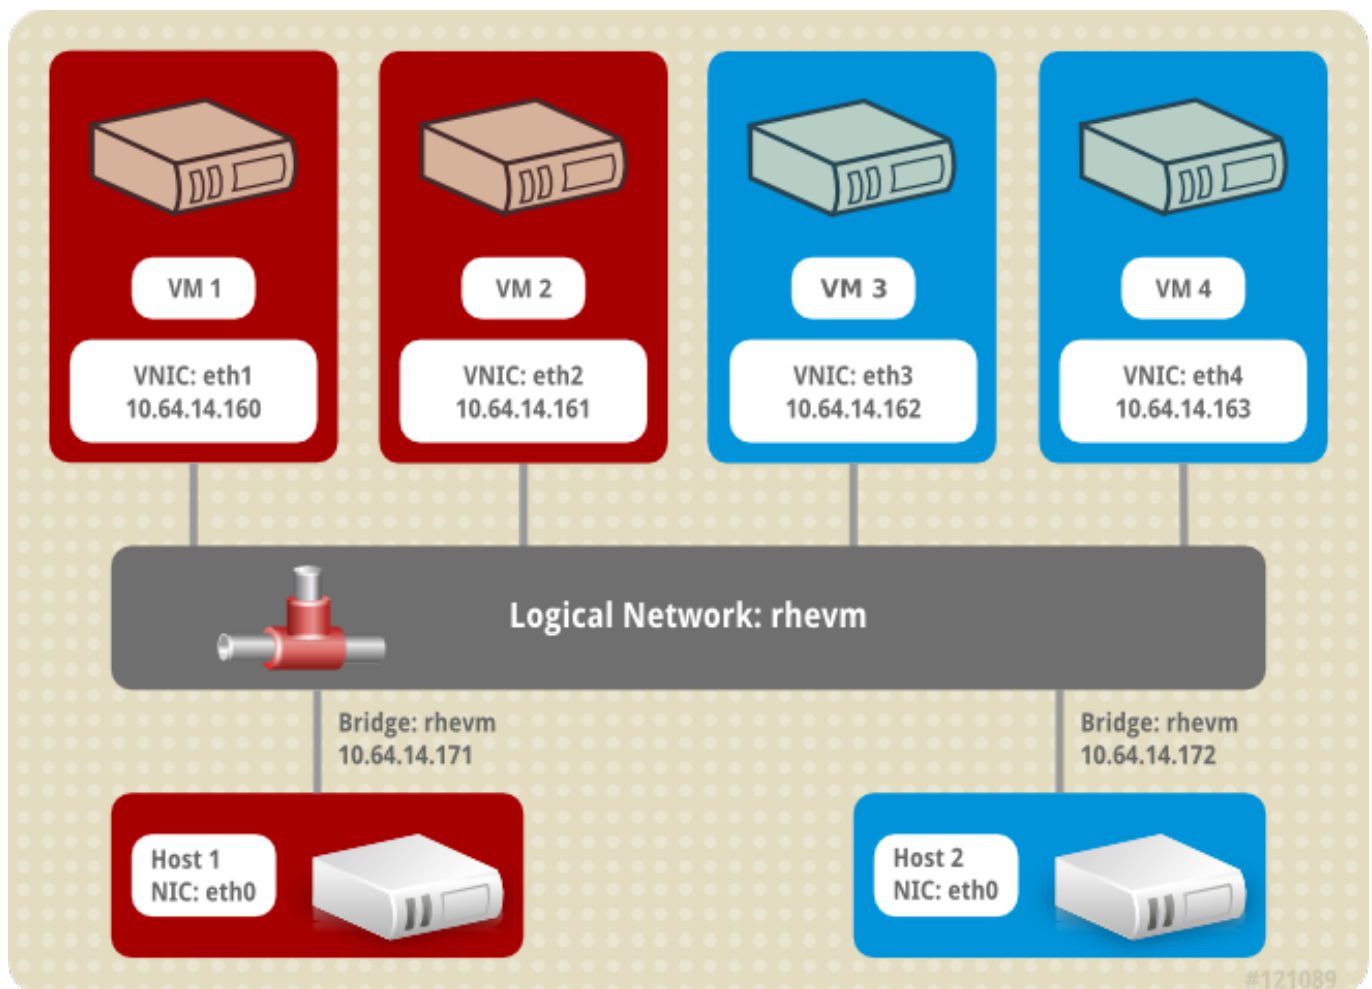 VM 1
VNIC: eth1
10.64.14.160
VM 2
VNIC: eth2
10.64.14.161
VM 3
VNIC: eth3
10.64.14.162
VM 4
VNIC: eth4
10.64.14.163
Logical Network: rhevm
Bridge: rhevm
10.64.14.171
Bridge: rhevm
10.64.14.172
Host 1
NIC: eth0
Host 2
NIC: eth0
#121089